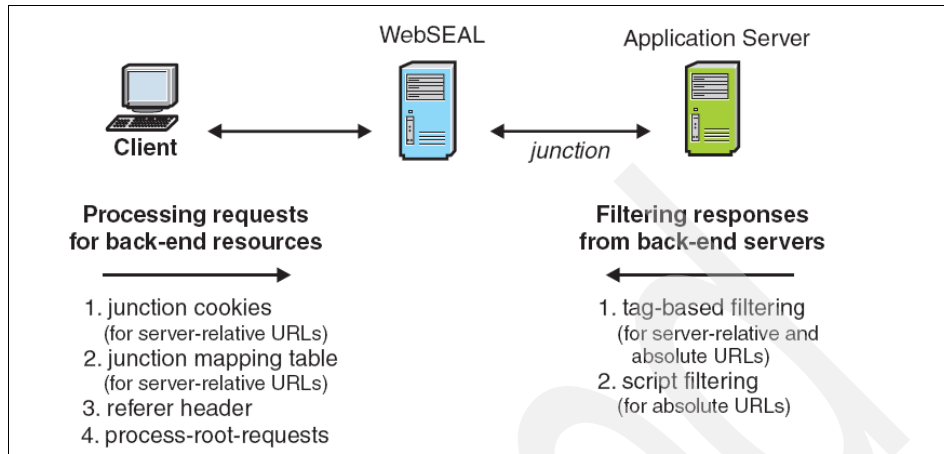 WebSEAL
Application Server
Client
junction
Processing requests
for back-end resources
1. junction cookies
(for server-relative URLs)
2. junction mapping table
(for server-relative URLs)
3. referer header
4. process-root-requests
Filtering responses
from back-end servers
1. tag-based filtering
(for server-relative and
absolute URLs)
2. script filtering
(for absolute URLs)